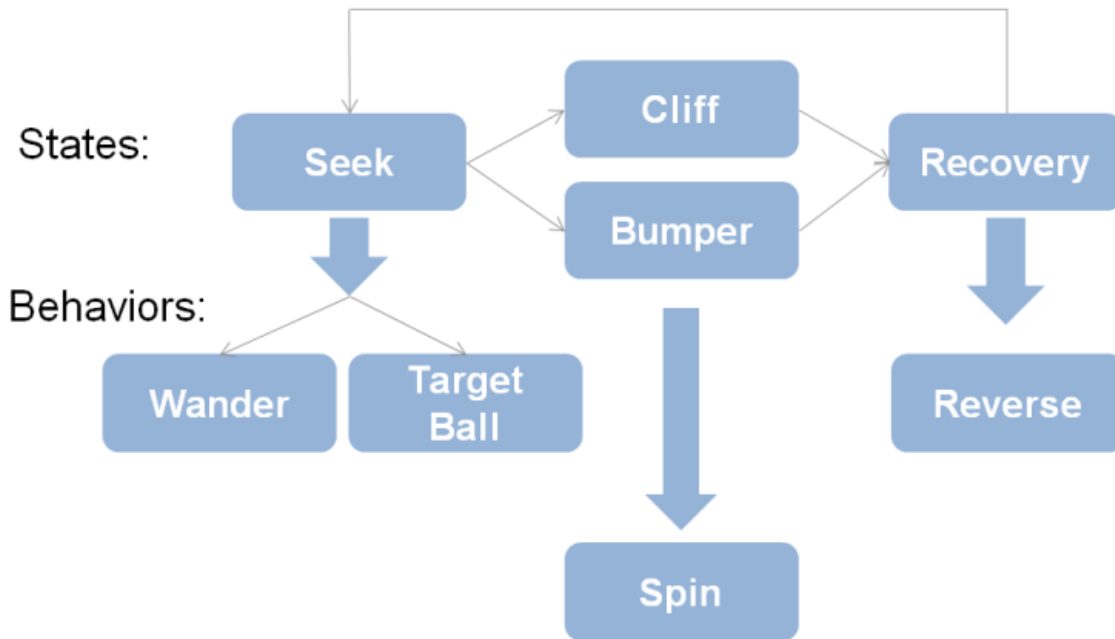 States:
Seek
Cliff
Bumper
Recovery
Behaviors:
Wander
Target
Ball
Reverse
Spin